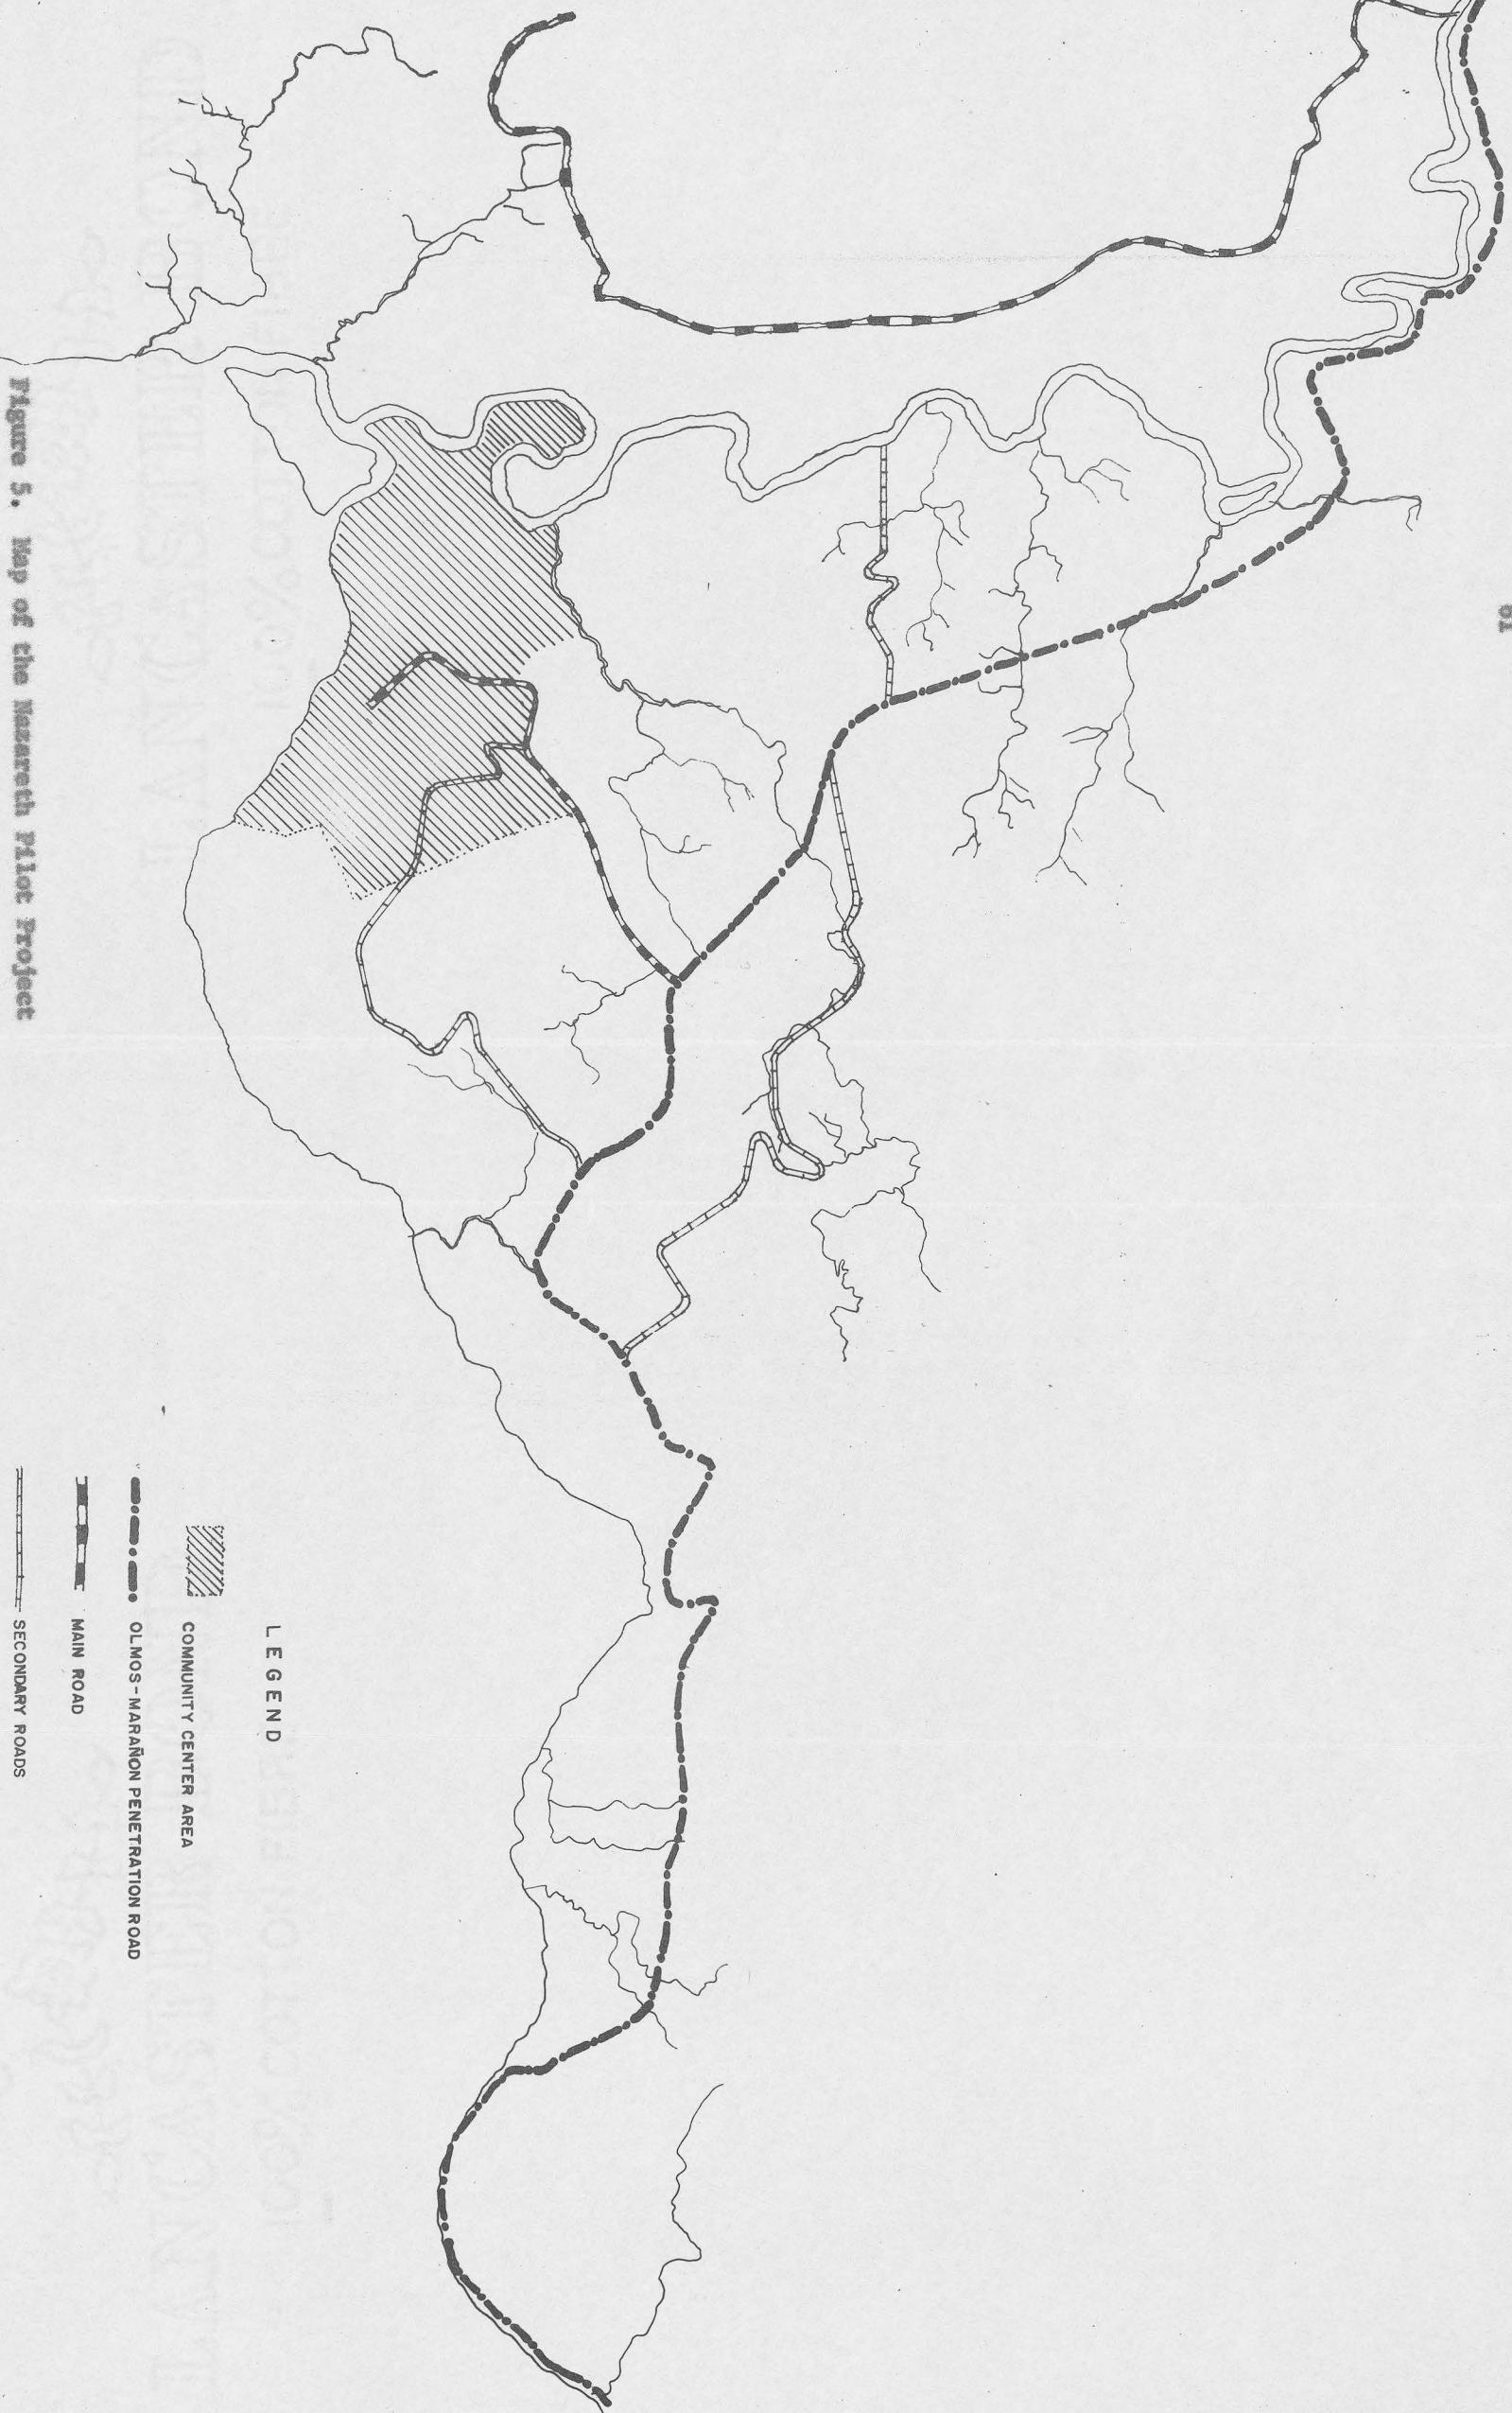 61
LEGEND
COMMUNITY CENTER AREA
OLMOS-MARAÑON PENETRATION ROAD
MAIN ROAD
SECONDARY ROADS
Figure 5. Map of the Nazareth Pilot Project